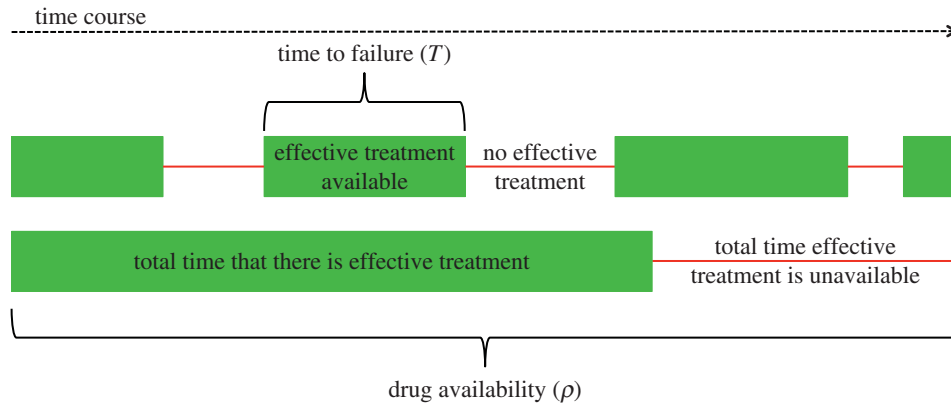 time course
time to failure (T)
effective treatment
available
no effective
treatment
total time that there is effective treatment
total time effective
treatment is unavailable
drug availability (ρ)